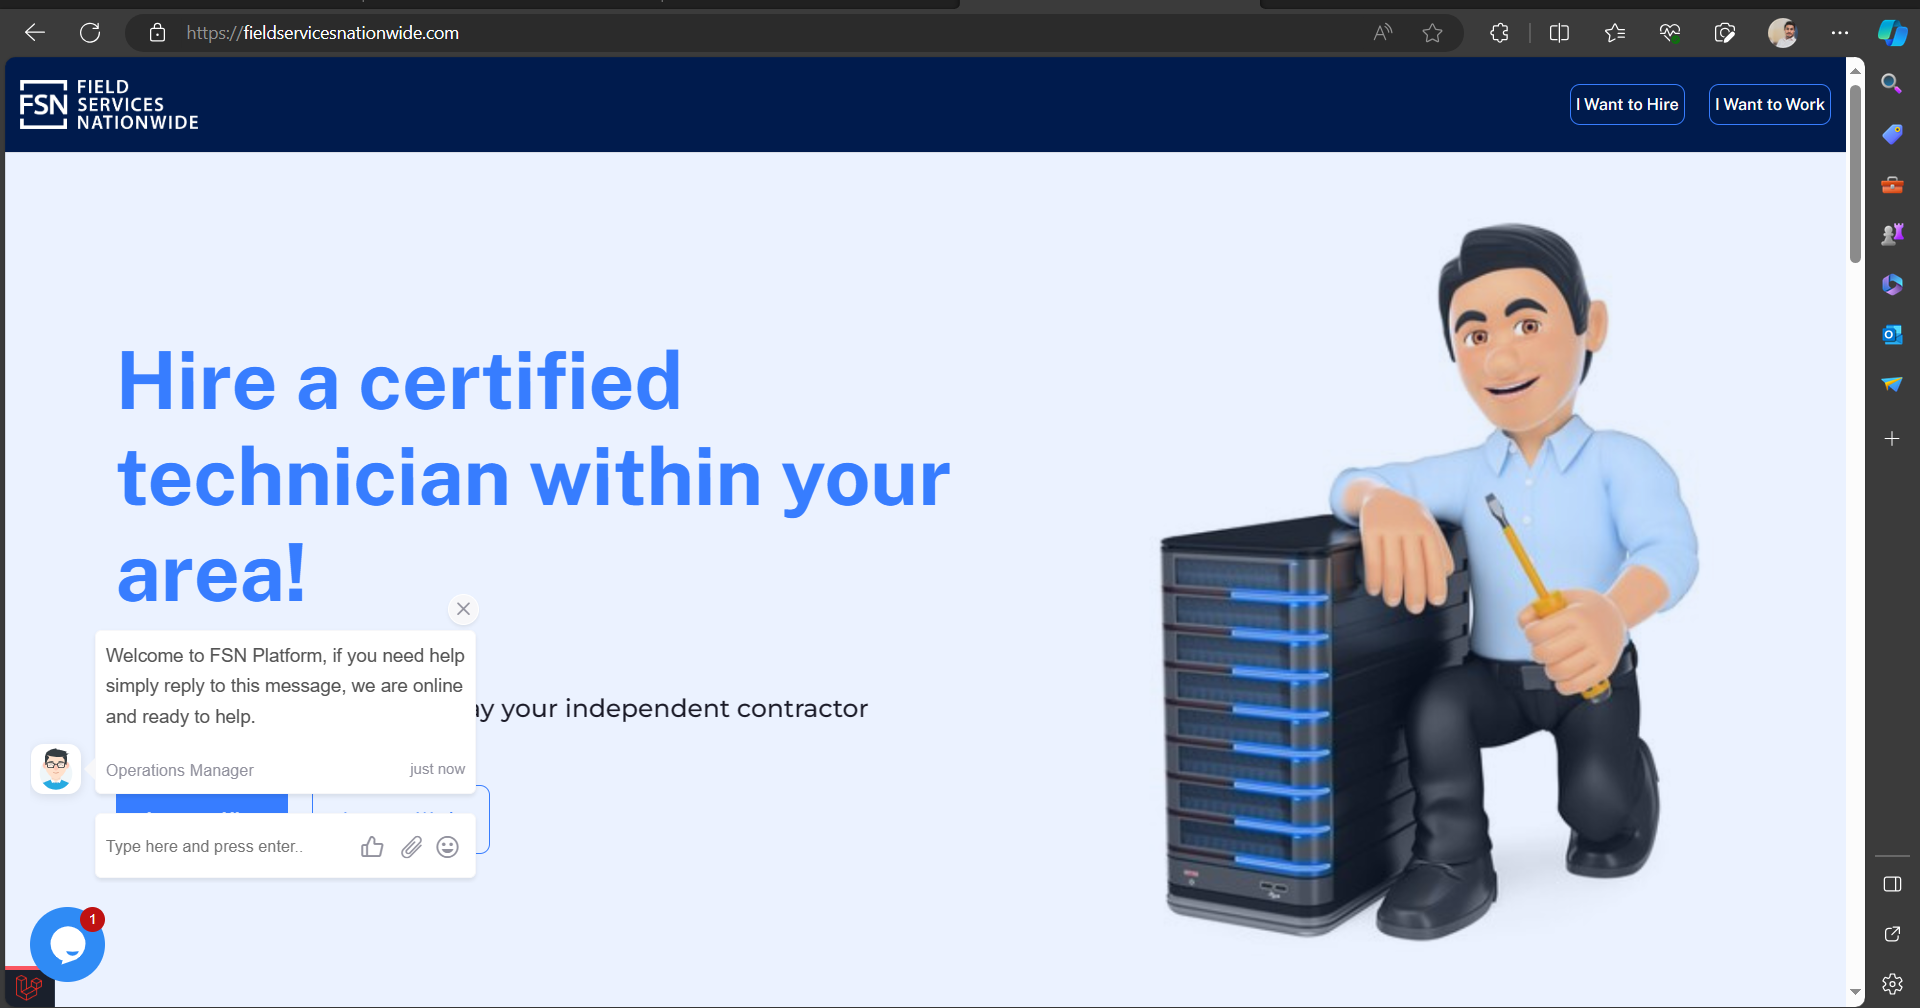 https://fieldservicesnationwide.com
FSN
FIELD
SERVICES
NATIONWIDE
I Want to Hire
I Want to Work
Hire a certified
technician within your
area!
Welcome to FSN Platform, if you need help
simply reply to this message, we are online
and ready to help.
your independent contractor
Operations Manager
just now
Type here and press enter..
1